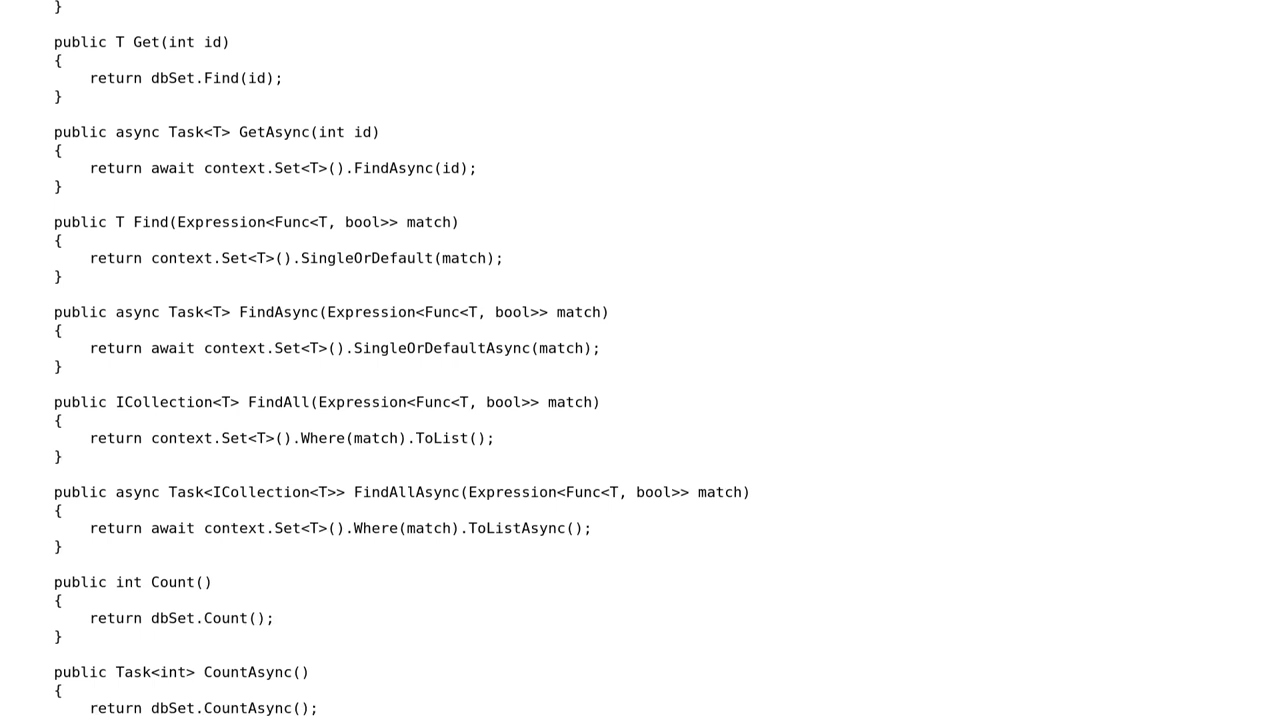 }
public T Get(int id)
{
return dbSet.Find(id);
}
public async Task<T> GetAsync(int id)
{
return await context.Set<T>().FindAsync(id);
}
public T Find(Expression<Func<T, bool>> match)
{
return context.Set<T>().SingleOrDefault(match);
}
public async Task<T> FindAsync(Expression<Func<T, bool>> match)
{
return await context.Set<T>().SingleOrDefaultAsync(match);
}
public ICollection<T> FindAll(Expression<Func<T, bool>> match)
{
return context.Set<T>().Where(match).ToList();
}
public async Task<ICollection<T>> FindAllAsync(Expression<Func<T, bool>> match)
{
return await context.Set<T>().Where(match).ToListAsync();
}
public int Count()
{
return dbSet.Count();
}
public Task<int> CountAsync()
{
return dbSet.CountAsync();